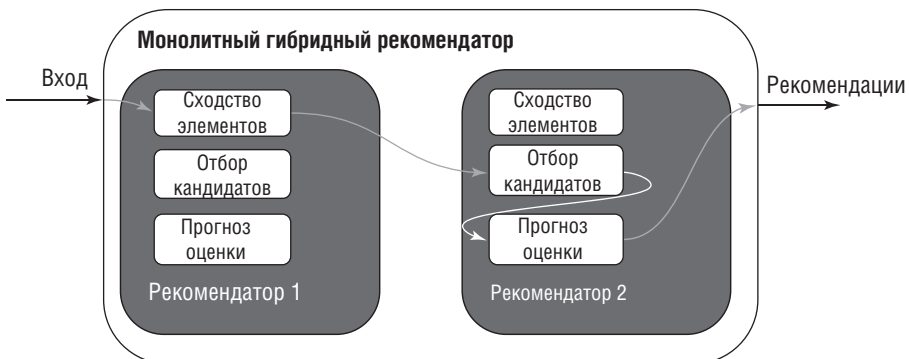 Монолитный гибридный рекомендатор
Вход
Рекомендации
Сходство
элементов
Отбор
кандидатов
Прогноз
оценки
Рекомендатор 1
Сходство
элементов
Отбор
кандидатов
Прогноз
оценки
Рекомендатор 2